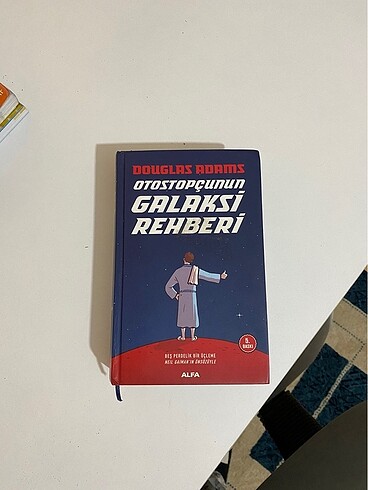 DOUGLAS ADAMS
OTOSTOPÇUNUN
GALAKSİ
REHBERİ
5.
BASKI
BEŞ PERDELİK BİR ÜÇLEME
NEIL GAIMAN'IN ÖNSÖZÜYLE
ALFA